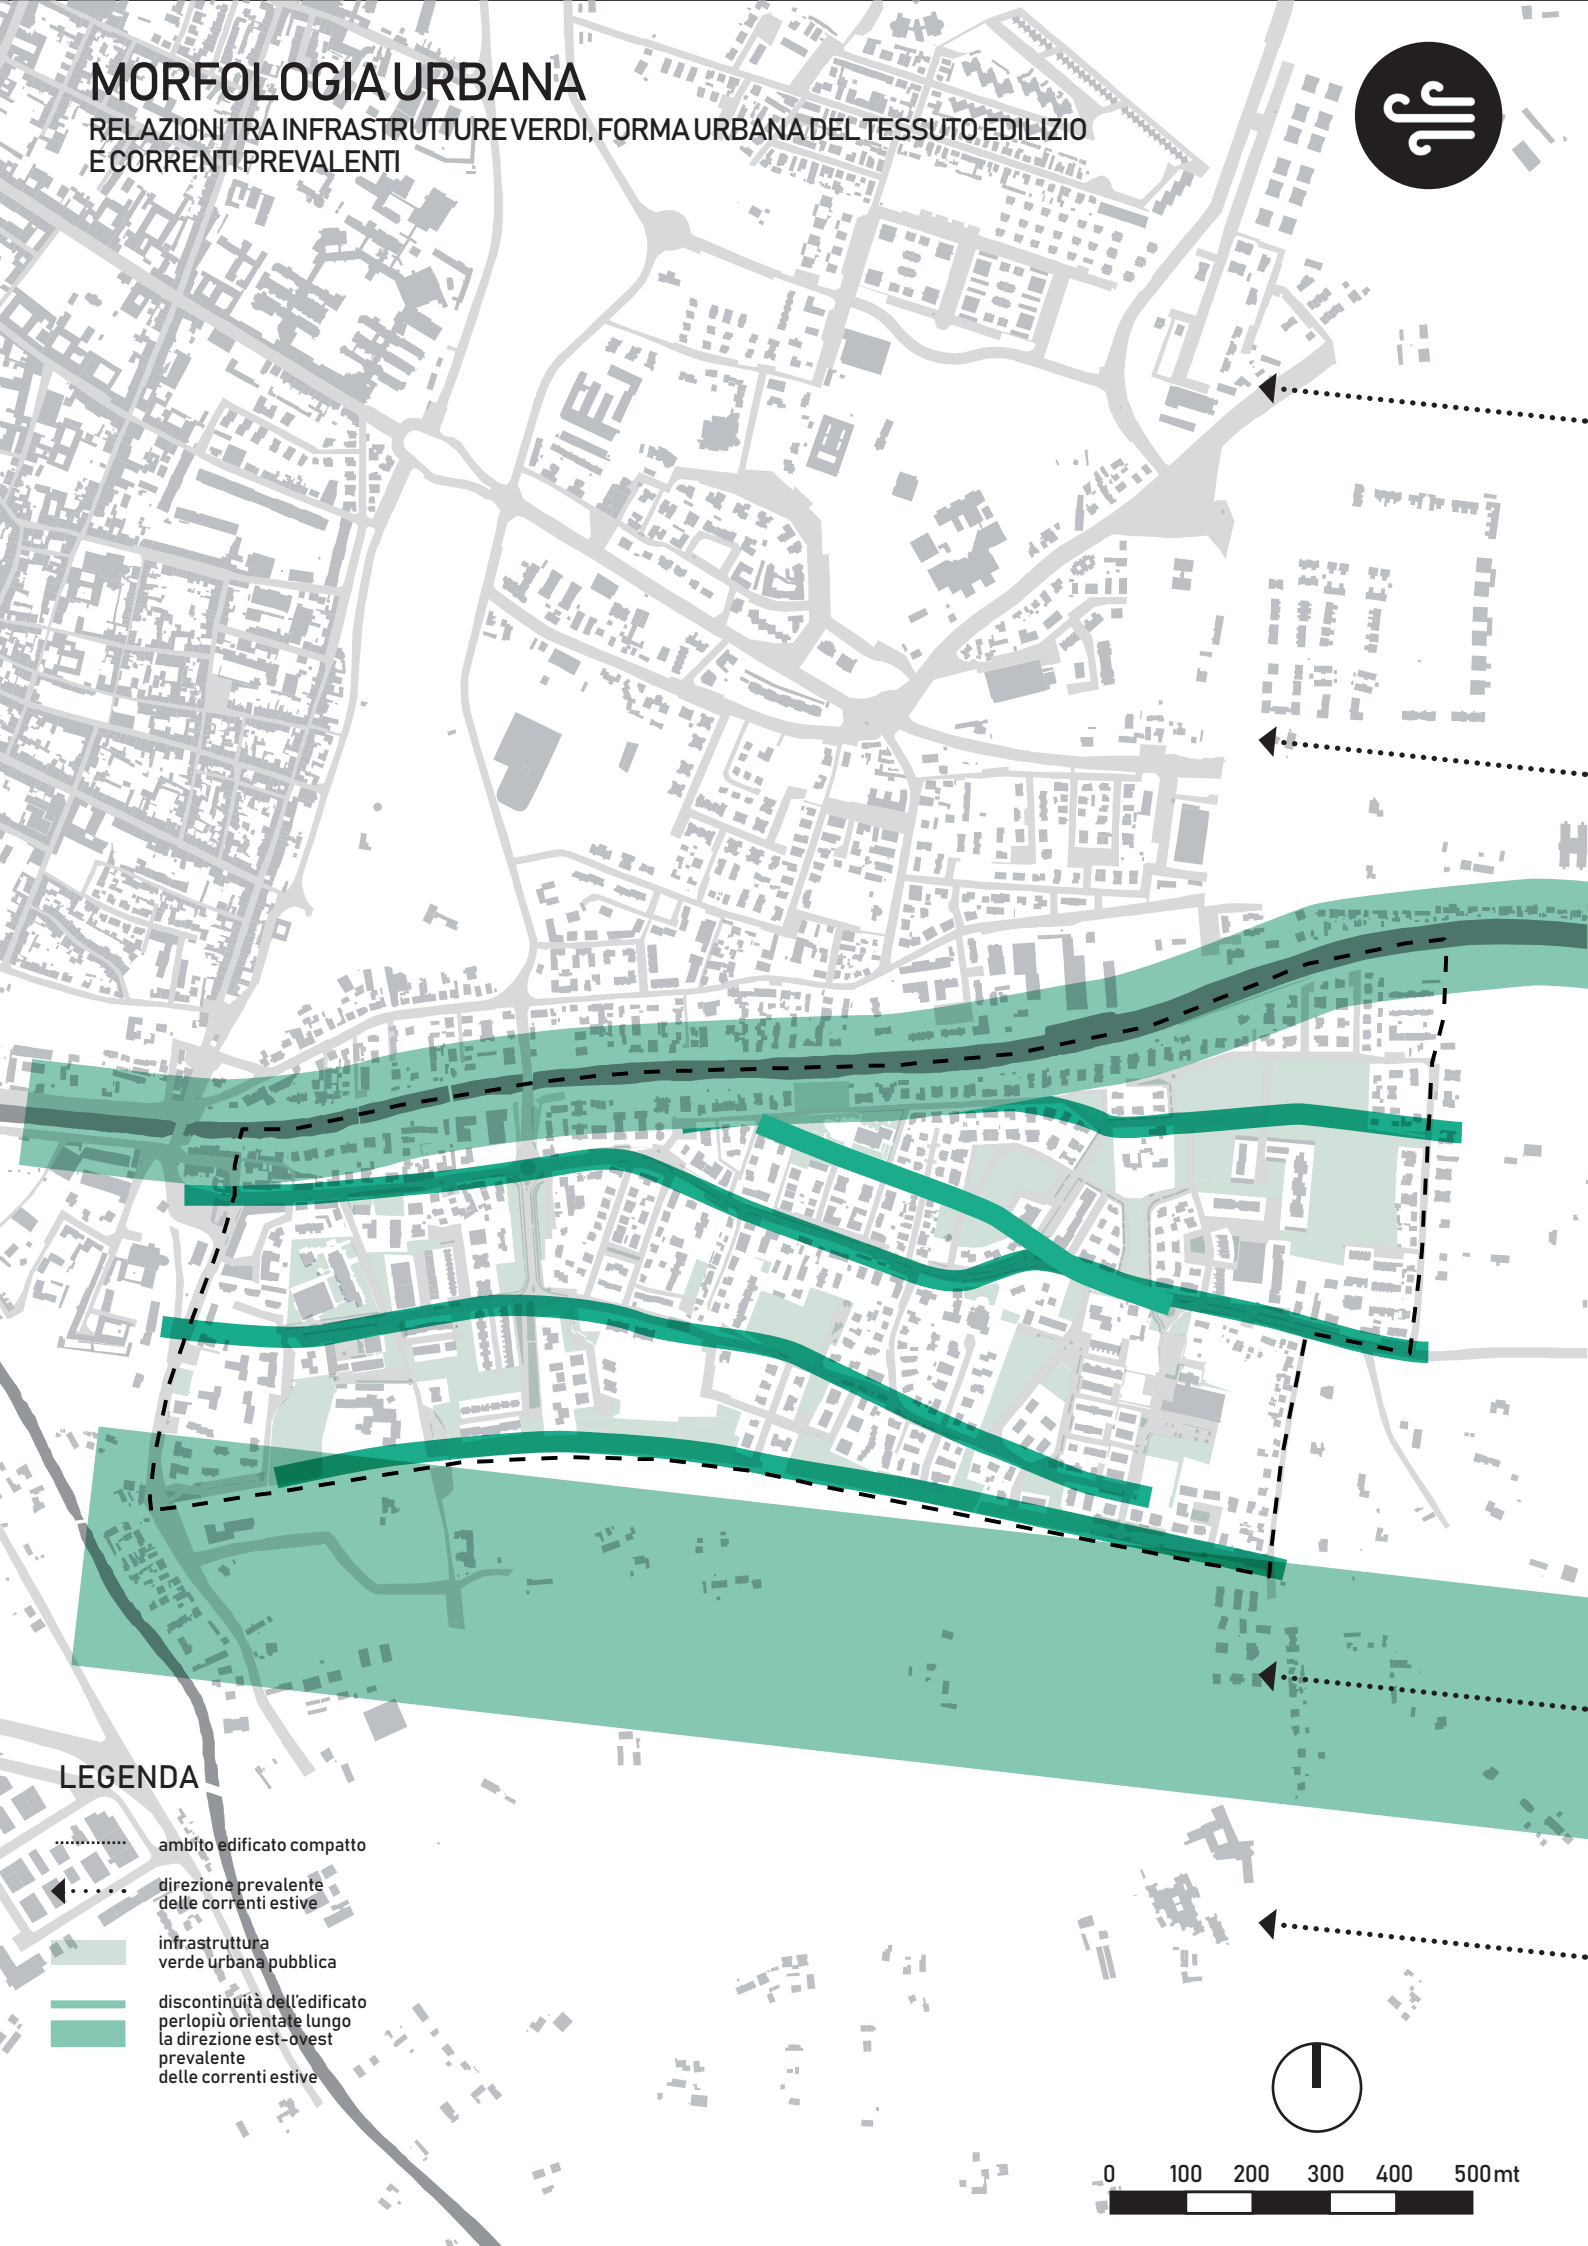 MORFOLOGIA URBANA
RELAZIONI TRA INFRASTRUTTURE VERDI, FORMA URBANA DEL TESSUTO EDILIZIO
E CORRENTI PREVALENTI
LEGENDA
ambito edificato compatto
direzione prevalente
delle correnti estive
infrastruttura
verde urbana pubblica
discontinuità dell'edificato
perlopiù orientate lungo
la direzione est-ovest
prevalente
delle correnti estive
0 100 200 300 400 500mt